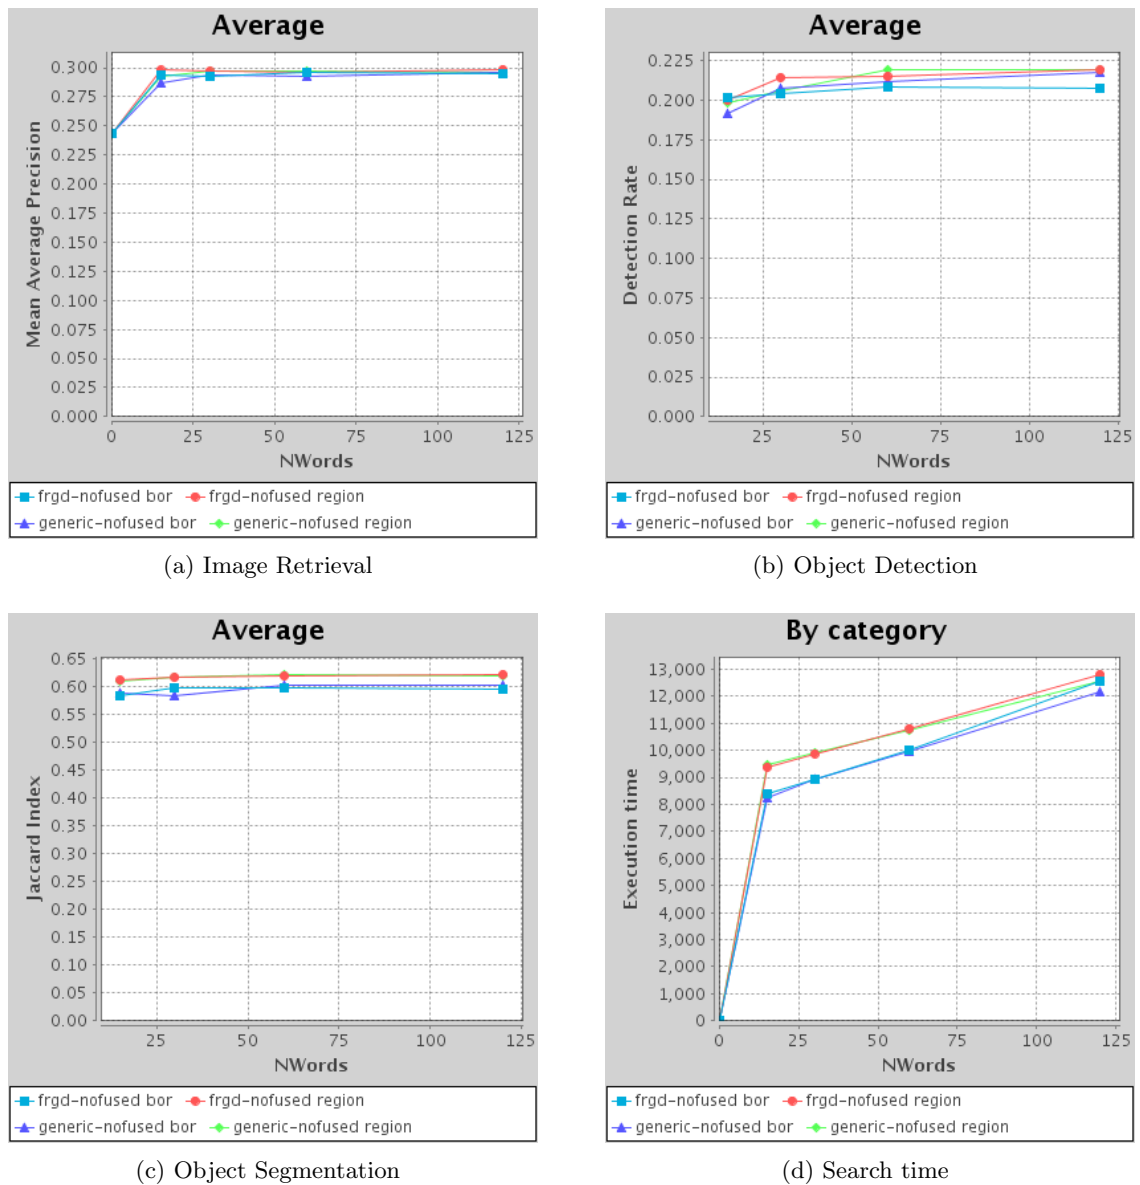 Average
Mean Average Precision
0.300
0.275
0.250
0.225
0.200
0.175
0.150
0.125
0.100
0.075
0.050
0.025
0.000
0 25 50 75 100 125
NWords
frgd-nofused bor frgd-nofused region
generic-nofused bor generic-nofused region
(a) Image Retrieval
Average
Detection Rate
0.225
0.200
0.175
0.150
0.125
0.100
0.075
0.050
0.025
0.000
25 50 75 100 125
NWords
frgd-nofused bor frgd-nofused region
generic-nofused bor generic-nofused region
(b) Object Detection
Average
Jaccard Index
0.65
0.60
0.55
0.50
0.45
0.40
0.35
0.30
0.25
0.20
0.15
0.10
0.05
0.00
25 50 75 100 125
NWords
frgd-nofused bor frgd-nofused region
generic-nofused bor generic-nofused region
(c) Object Segmentation
By category
Execution time
13,000
12,000
11,000
10,000
9,000
8,000
7,000
6,000
5,000
4,000
3,000
2,000
1,000
0
0 25 50 75 100 125
NWords
frgd-nofused bor frgd-nofused region
generic-nofused bor generic-nofused region
(d) Search time